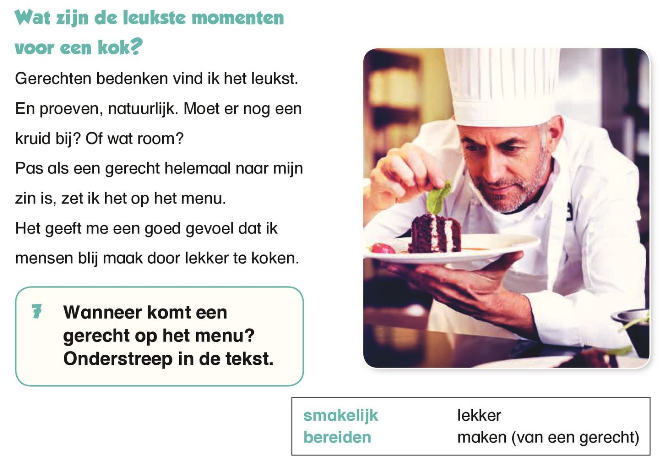 Wat zijn de leukste momenten
voor een kok?
Gerechten bedenken vind ik het leukst.
En proeven, natuurlijk. Moet er nog een
kruid bij? Of wat room?
Pas als een gerecht helemaal naar mijn
zin is, zet ik het op het menu.
Het geeft me een goed gevoel dat ik
mensen blij maak door lekker te koken.
7 Wanneer komt een
gerecht op het menu?
Onderstreep in de tekst.
smakelijk lekker
bereiden maken (van een gerecht)